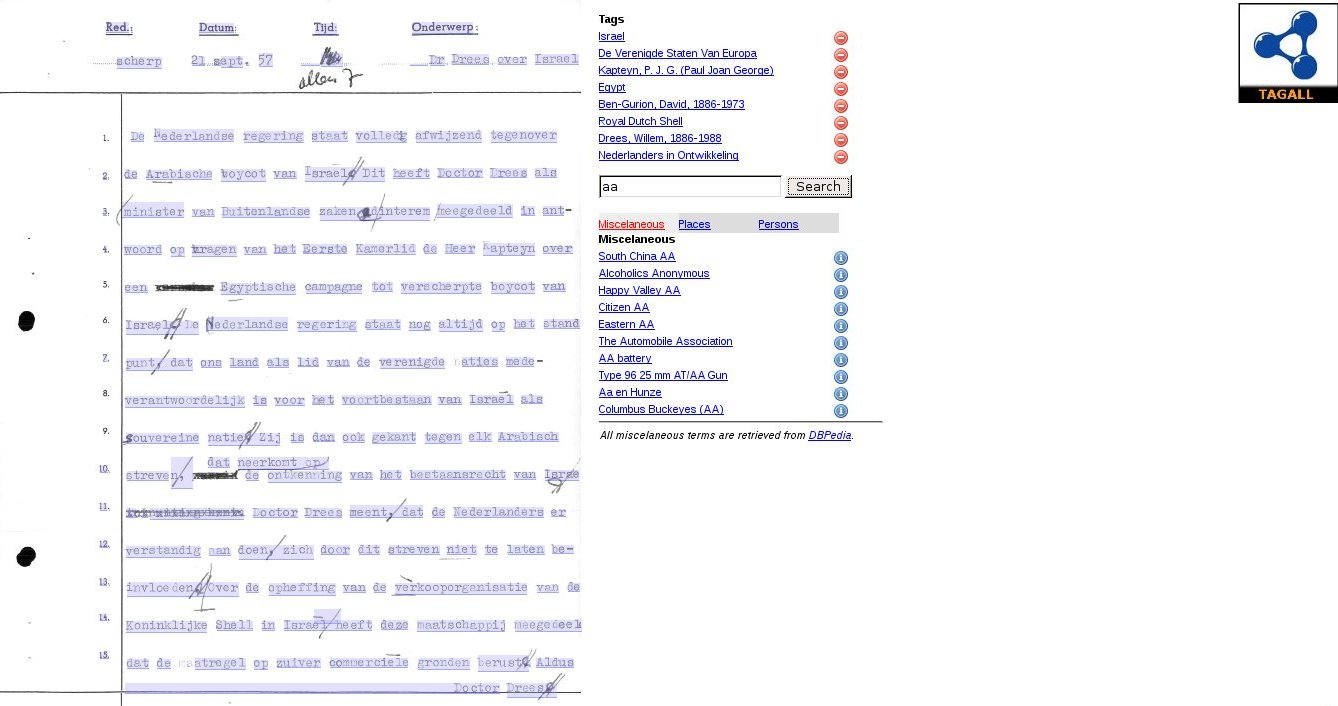 Red.: Datum: Tijd: Onderwerp:
scherp 21 sept. 57 Dr Drees over Israel
allen 7
1. De Nederlandse regering staat volledig afwijzend tegenover
2. de Arabische boycot van Israel. Dit heeft Doctor Drees als
3. minister van Buitenlandse zaken ad interem meegedeeld in ant-
4. woord op vragen van het Eerste Kamerlid de Heer Kapteyn over
5. een Egyptische campagne tot verscherpte boycot van
6. Israel. De Nederlandse regering staat nog altijd op het stand
7. punt, dat ons land als lid van de verenigde naties mede-
8. verantwoordelijk is voor het voortbestaan van Israël als
9. souvereine natie. Zij is dan ook gekant tegen elk Arabisch
dat neerkomt op
10. streven, de ontkenning van het bestaansrecht van Israe
11. Doctor Drees meent, dat de Nederlanders er
12. verstandig aan doen, zich door dit streven niet te laten be-
13. invloeden. Over de opheffing van de verkooporganisatie van de
14. Koninklijke Shell in Israël heeft deze maatschappij meegedeel
15. dat de maatregel op zuiver commerciële gronden berust. Aldus
Doctor Drees.
Tags
Israel
De Verenigde Staten Van Europa
Kapteyn, P. J. G. (Paul Joan George)
Egypt
Ben-Gurion, David, 1886-1973
Royal Dutch Shell
Drees, Willem, 1886-1988
Nederlanders in Ontwikkeling
aa Search
Miscelaneous Places Persons
Miscelaneous
South China AA
Alcoholics Anonymous
Happy Valley AA
Citizen AA
Eastern AA
The Automobile Association
AA battery
Type 96 25 mm AT/AA Gun
Aa en Hunze
Columbus Buckeyes (AA)
All miscelaneous terms are retrieved from DBPedia.
TAGALL